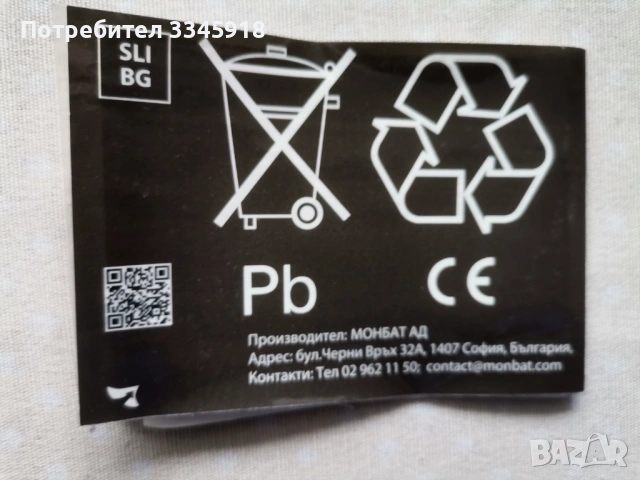 Потребител 3345918
SLI
BG
Pb
CE
Производител: МОНБАТ АД
Адрес: бул.Черни Връх 32А, 1407 София, България,
Контакти: Тел 02 962 11 50; contact@monbat.com
BAZAR